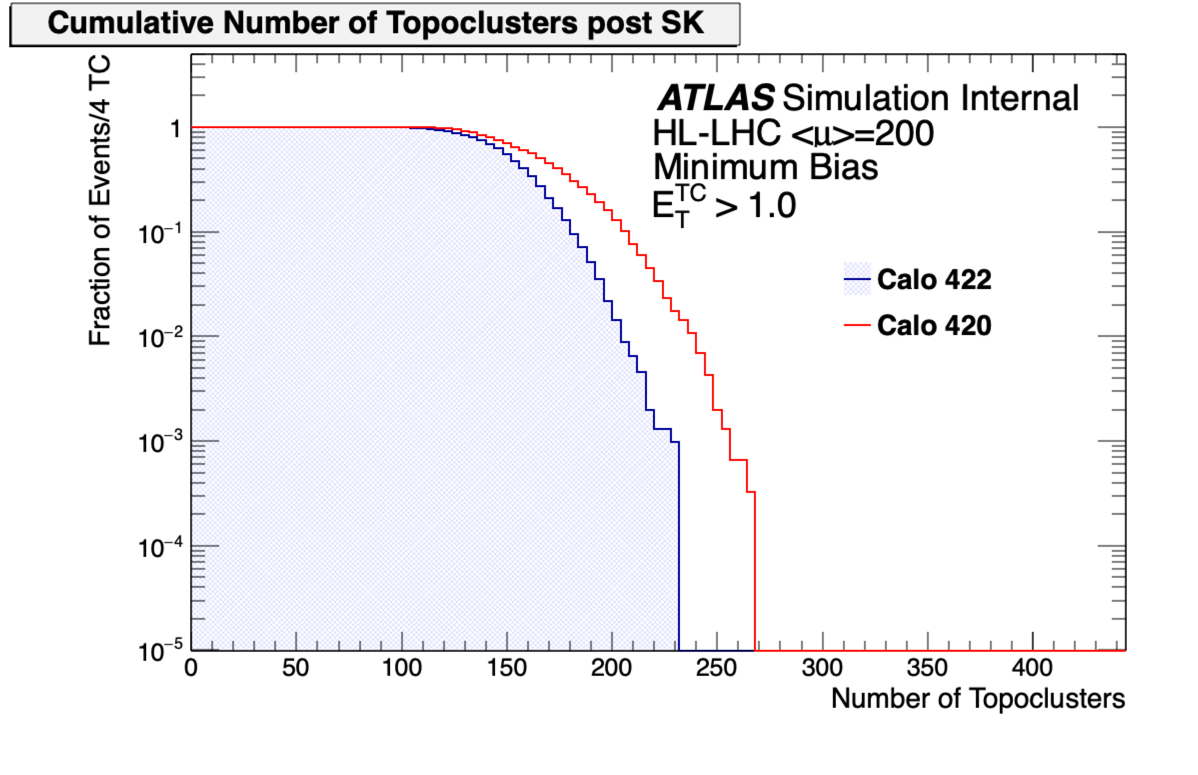 Cumulative Number of Topoclusters post SK
Fraction of Events/4 TC
1
10⁻¹
10⁻²
10⁻³
10⁻⁴
10⁻⁵
ATLAS Simulation Internal
HL-LHC <μ>=200
Minimum Bias
E_T^TC > 1.0
Calo 422
Calo 420
0 50 100 150 200 250 300 350 400
Number of Topoclusters